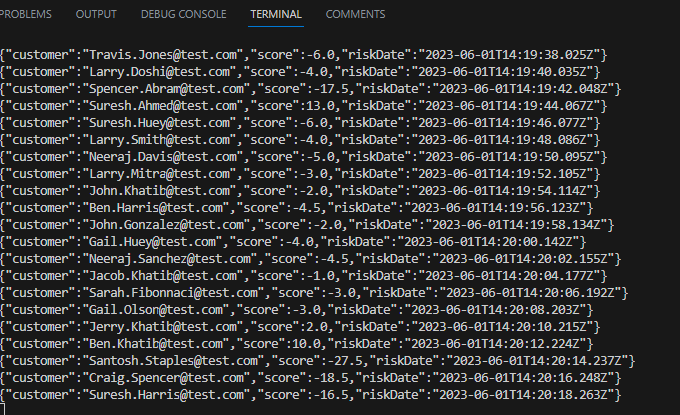 PROBLEMS OUTPUT DEBUG CONSOLE TERMINAL COMMENTS
{"customer":"Travis.Jones@test.com","score":-6.0,"riskDate":"2023-06-01T14:19:38.025Z"}
{"customer":"Larry.Doshi@test.com","score":-4.0,"riskDate":"2023-06-01T14:19:40.035Z"}
{"customer":"Spencer.Abram@test.com","score":-17.5,"riskDate":"2023-06-01T14:19:42.048Z"}
{"customer":"Suresh.Ahmed@test.com","score":13.0,"riskDate":"2023-06-01T14:19:44.067Z"}
{"customer":"Suresh.Huey@test.com","score":-6.0,"riskDate":"2023-06-01T14:19:46.077Z"}
{"customer":"Larry.Smith@test.com","score":-4.0,"riskDate":"2023-06-01T14:19:48.086Z"}
{"customer":"Neeraj.Davis@test.com","score":-5.0,"riskDate":"2023-06-01T14:19:50.095Z"}
{"customer":"Larry.Mitra@test.com","score":-3.0,"riskDate":"2023-06-01T14:19:52.105Z"}
{"customer":"John.Khatib@test.com","score":-2.0,"riskDate":"2023-06-01T14:19:54.114Z"}
{"customer":"Ben.Harris@test.com","score":-4.5,"riskDate":"2023-06-01T14:19:56.123Z"}
{"customer":"John.Gonzalez@test.com","score":-2.0,"riskDate":"2023-06-01T14:19:58.134Z"}
{"customer":"Gail.Huey@test.com","score":-4.0,"riskDate":"2023-06-01T14:20:00.142Z"}
{"customer":"Neeraj.Sanchez@test.com","score":-4.5,"riskDate":"2023-06-01T14:20:02.155Z"}
{"customer":"Jacob.Khatib@test.com","score":-1.0,"riskDate":"2023-06-01T14:20:04.177Z"}
{"customer":"Sarah.Fibonnaci@test.com","score":-3.0,"riskDate":"2023-06-01T14:20:06.192Z"}
{"customer":"Gail.Olson@test.com","score":-3.0,"riskDate":"2023-06-01T14:20:08.203Z"}
{"customer":"Jerry.Khatib@test.com","score":2.0,"riskDate":"2023-06-01T14:20:10.215Z"}
{"customer":"Ben.Khatib@test.com","score":10.0,"riskDate":"2023-06-01T14:20:12.224Z"}
{"customer":"Santosh.Staples@test.com","score":-27.5,"riskDate":"2023-06-01T14:20:14.237Z"}
{"customer":"Craig.Spencer@test.com","score":-18.5,"riskDate":"2023-06-01T14:20:16.248Z"}
{"customer":"Suresh.Harris@test.com","score":-16.5,"riskDate":"2023-06-01T14:20:18.263Z"}